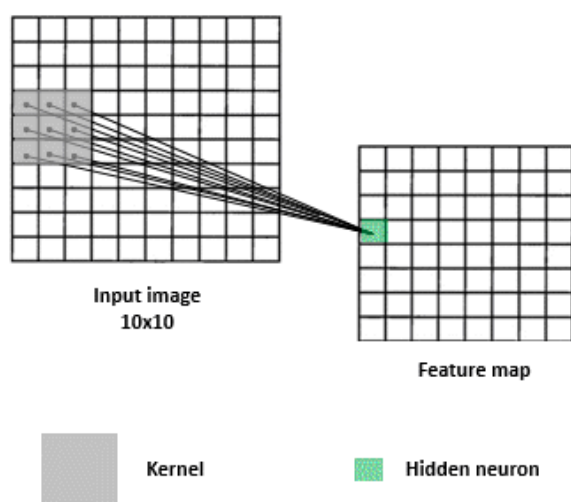 Input image
10x10
Feature map
Kernel
Hidden neuron